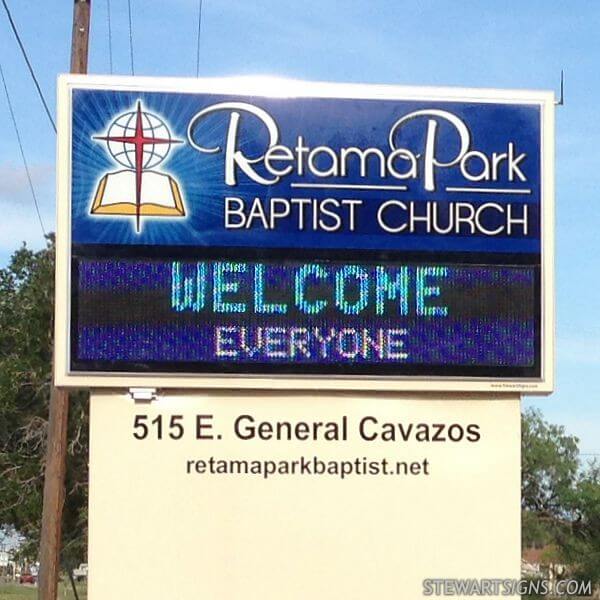 Retama Park
BAPTIST CHURCH
WELCOME
EVERYONE
515 E. General Cavazos
retamaparkbaptist.net
STEWARTSIGNS.COM